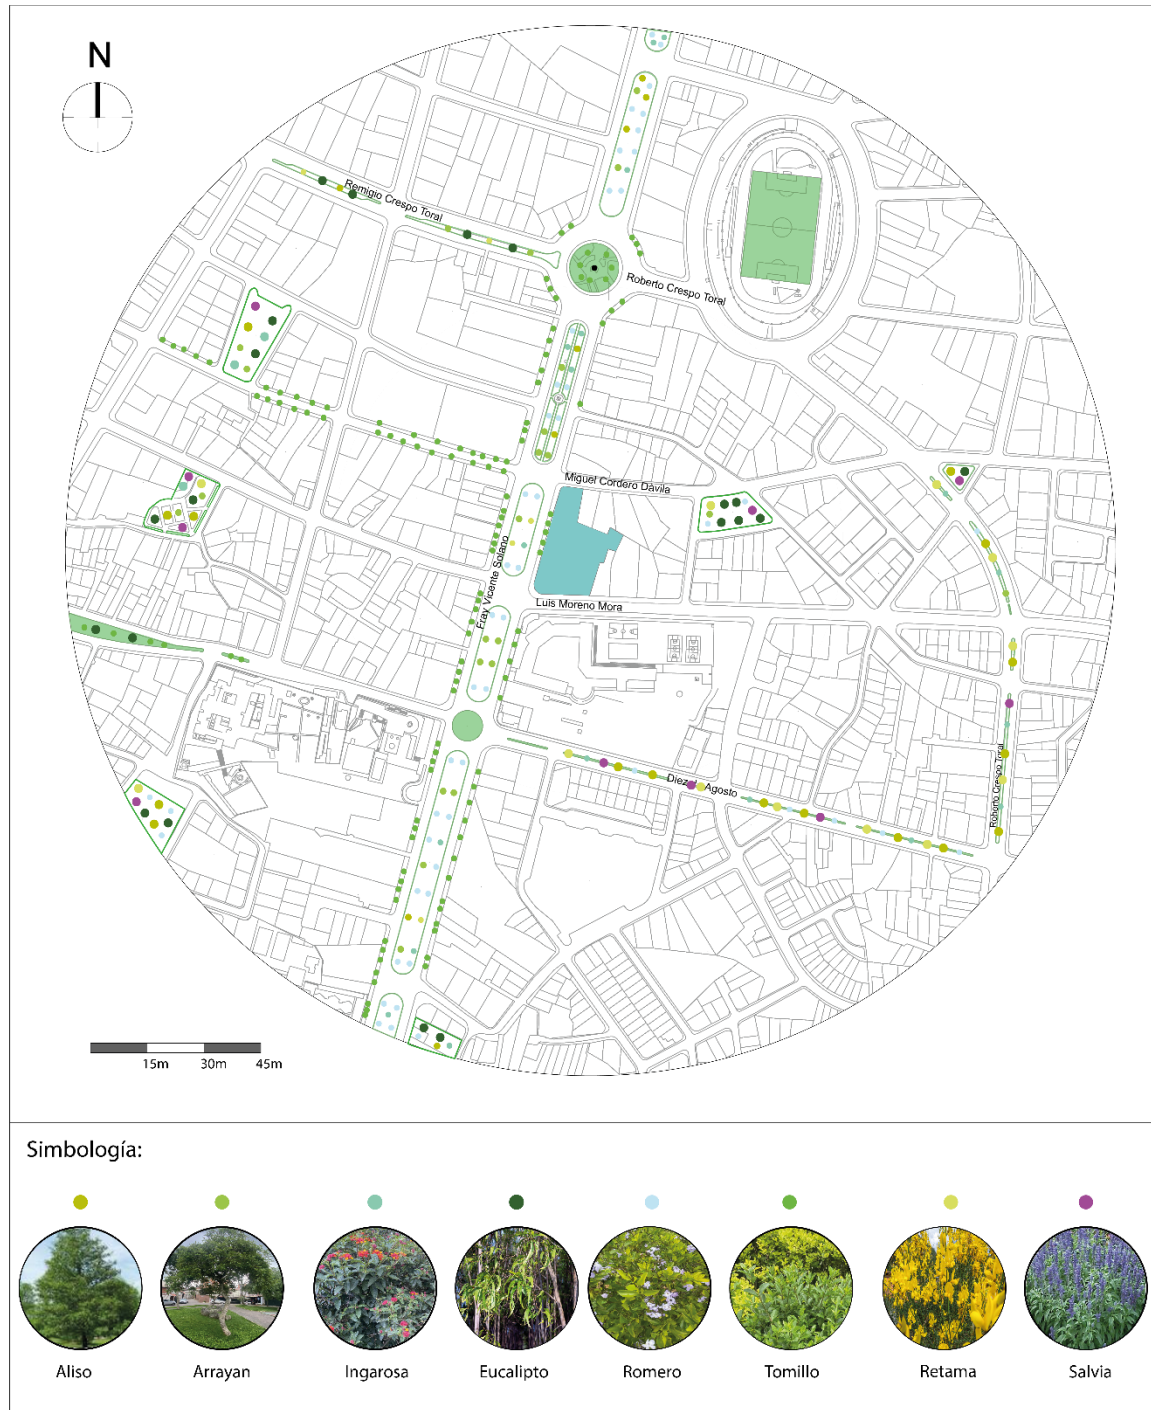 N
Remigio Crespo Toral
Roberto Crespo Toral
Miguel Cordero Dávila
Fray Vicente Solano
Luis Moreno Mora
Diez Agosto
Roberto Crespo Toral
15m 30m 45m
Simbología:
Aliso Arrayan Ingarosa Eucalipto Romero Tomillo Retama Salvia